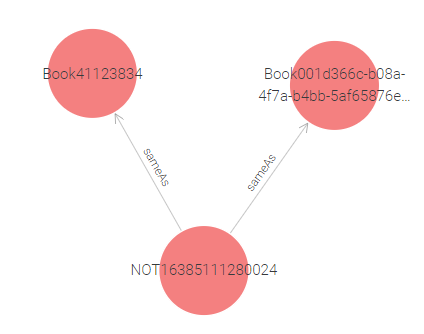 Book41123834
Book001d366c-b08a-
4f7a-b4bb-5af65876e...
sameAs
sameAs
NOT16385111280024